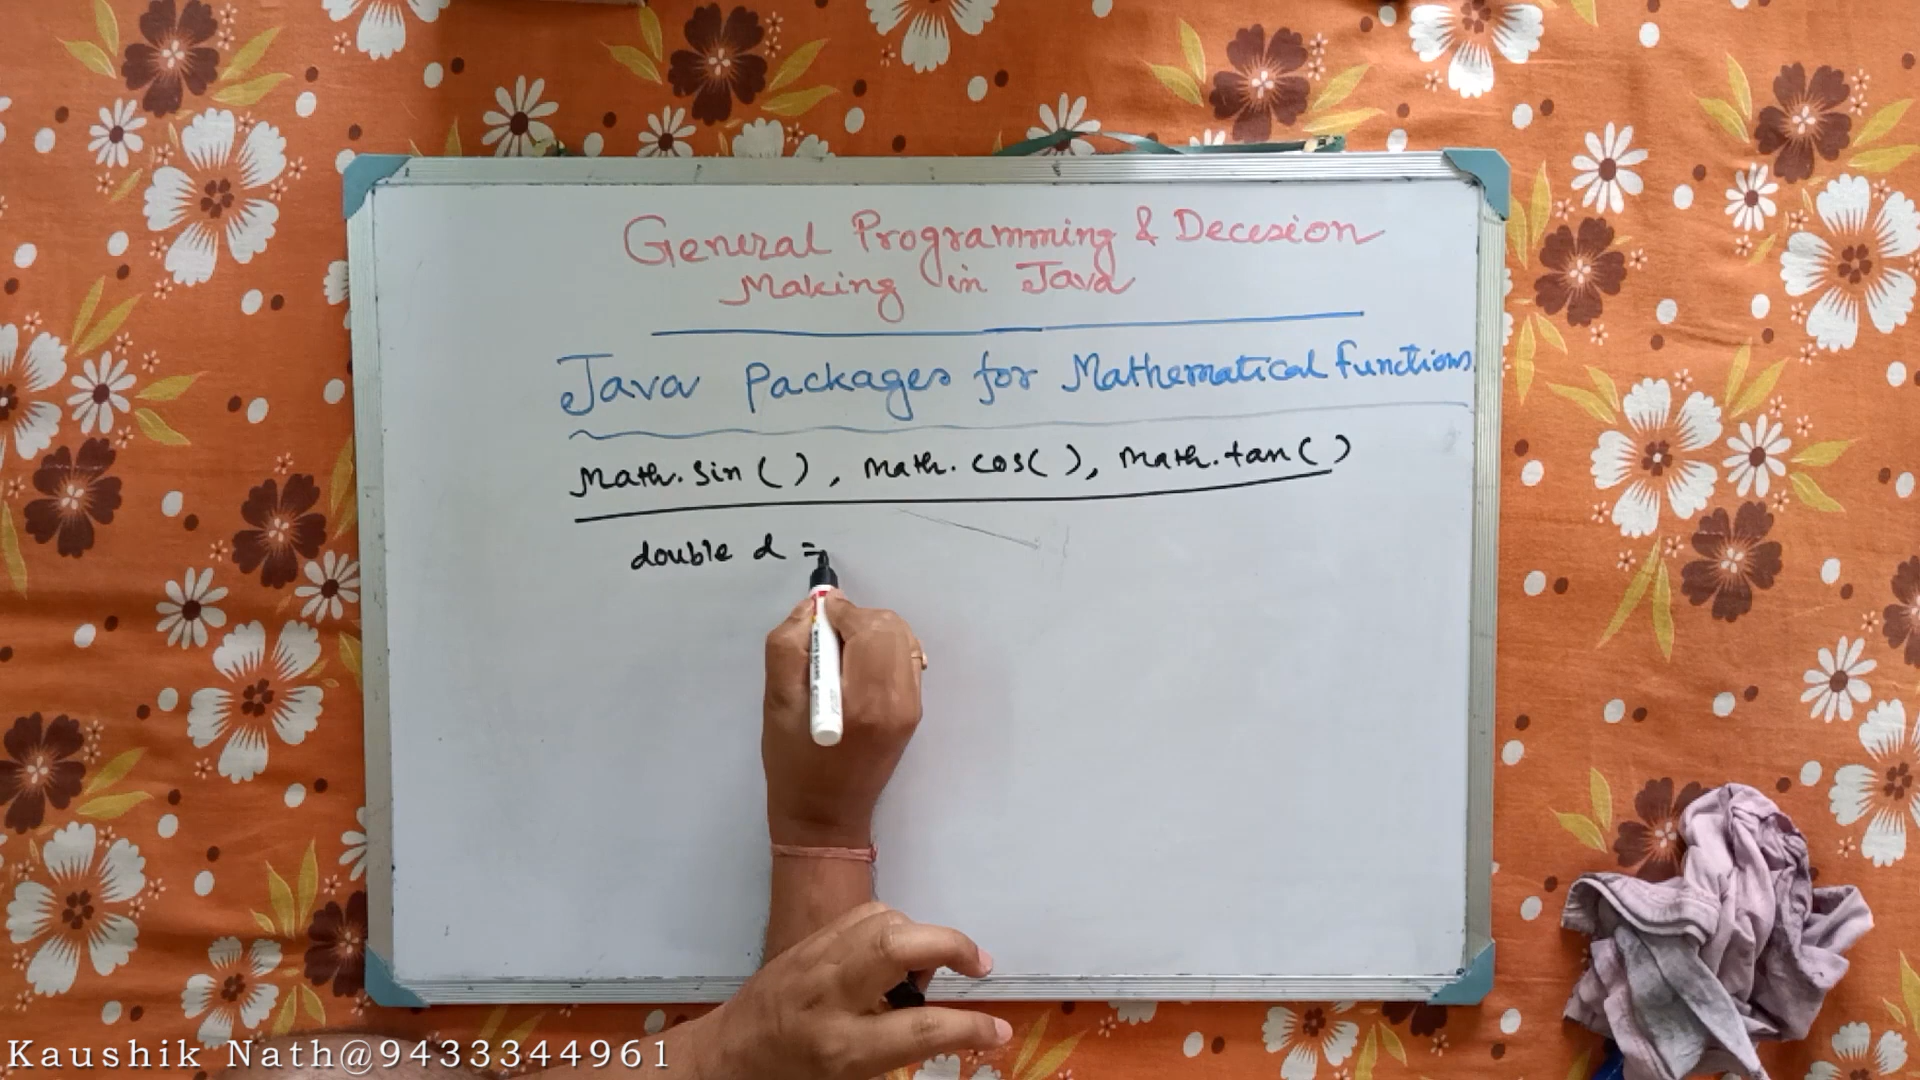 General Programming & Decesion
Making in Java
Java Packages for Mathematical functions.
Math.sin ( ) , Math. cos( ), Math.tan( )
double d =
Kaushik Nath@9433344961